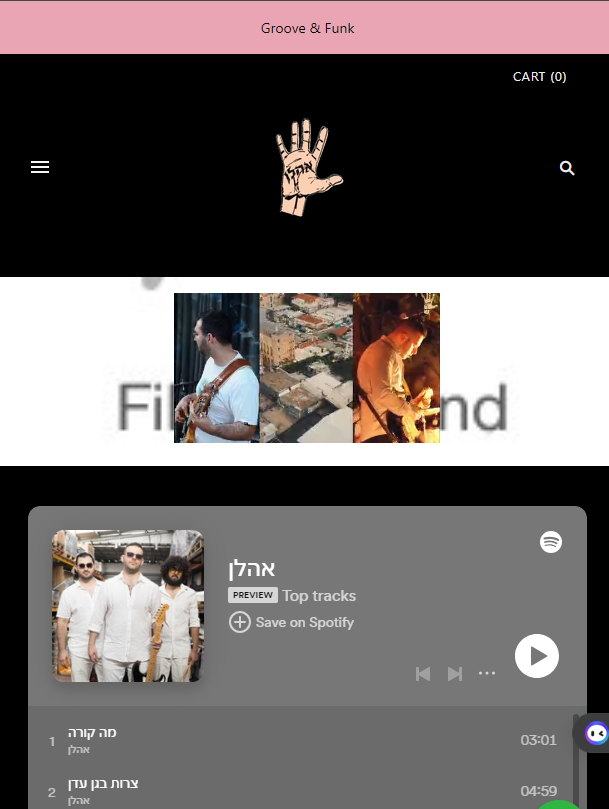 Groove & Funk
CART (0)
אהלן
Fi
nd
אהלן
PREVIEW Top tracks
Save on Spotify
1 מה קורה 03:01
אהלן
2 צרות בגן עדן 04:59
אהלן